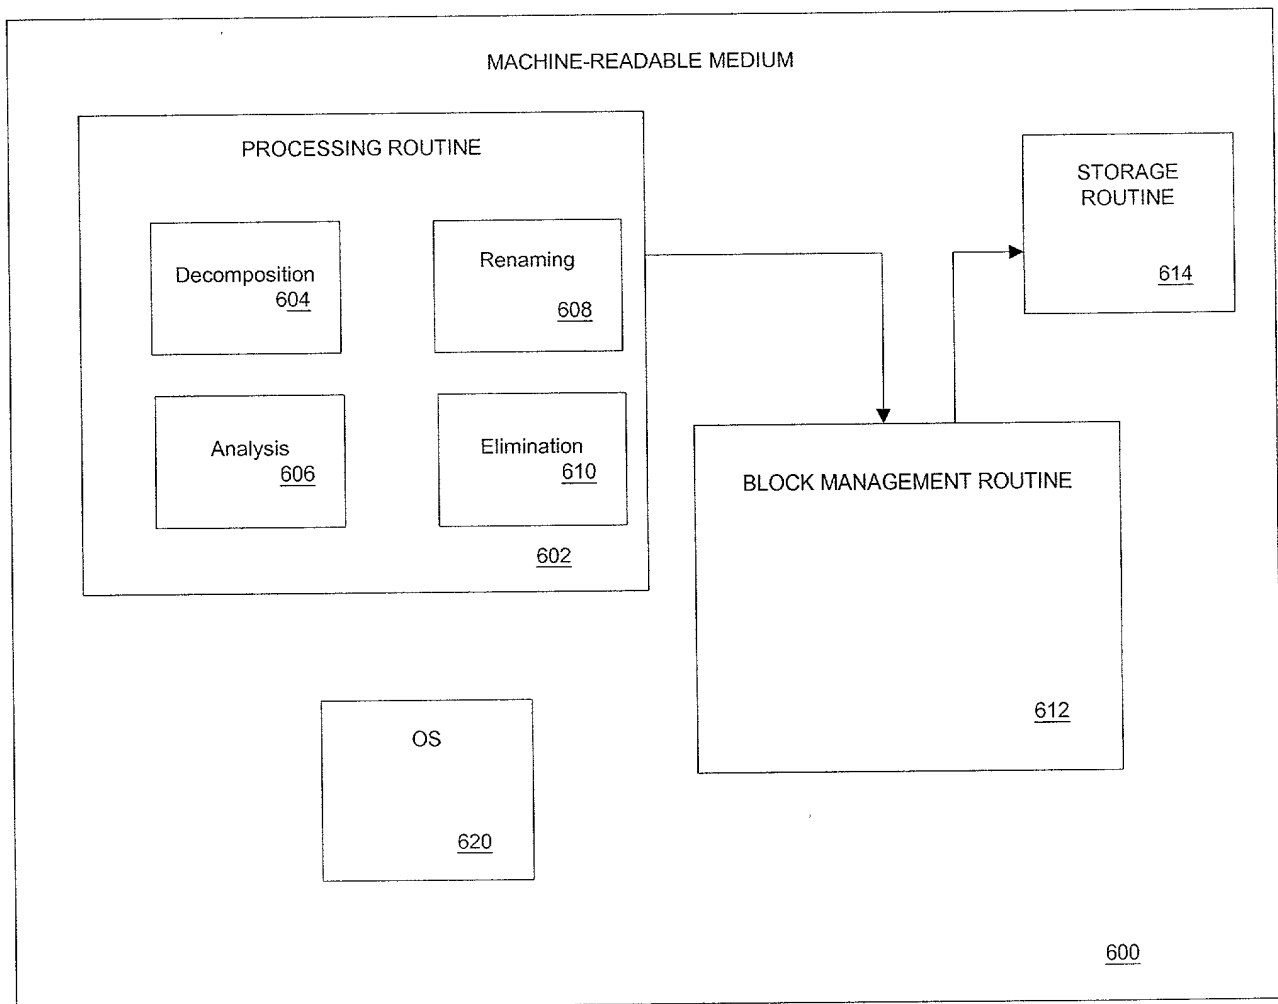 MACHINE-READABLE MEDIUM
PROCESSING ROUTINE
Decomposition
604
Renaming
608
Analysis
606
Elimination
610
602
STORAGE
ROUTINE
614
BLOCK MANAGEMENT ROUTINE
612
OS
620
600